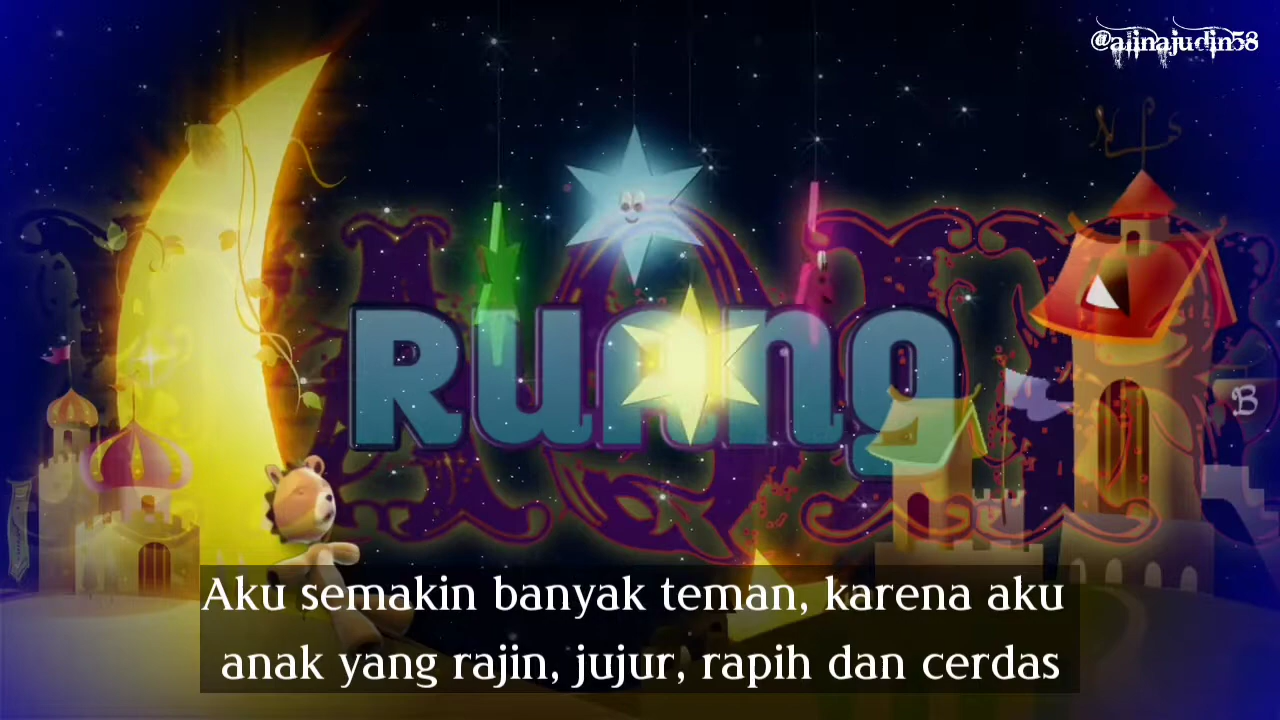 @alinajudin58
N S
Ruang
B
Aku semakin banyak teman, karena aku
anak yang rajin, jujur, rapih dan cerdas